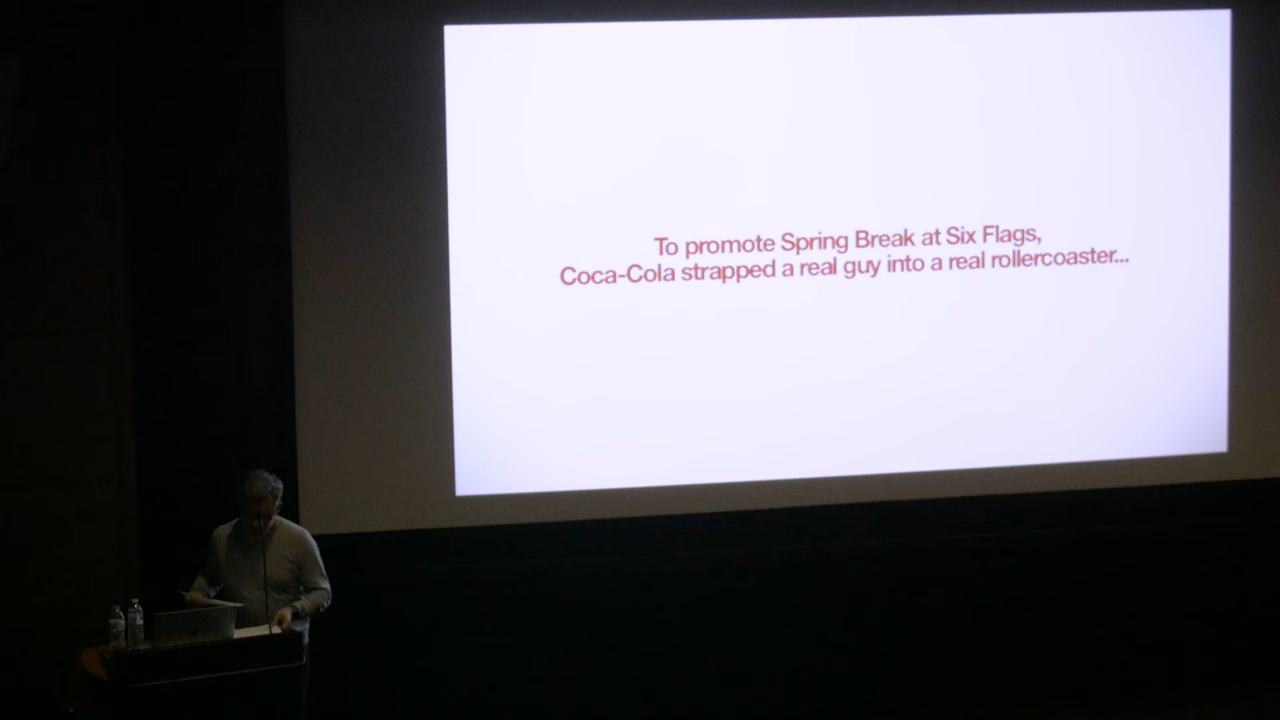 To promote Spring Break at Six Flags,
Coca-Cola strapped a real guy into a real rollercoaster...